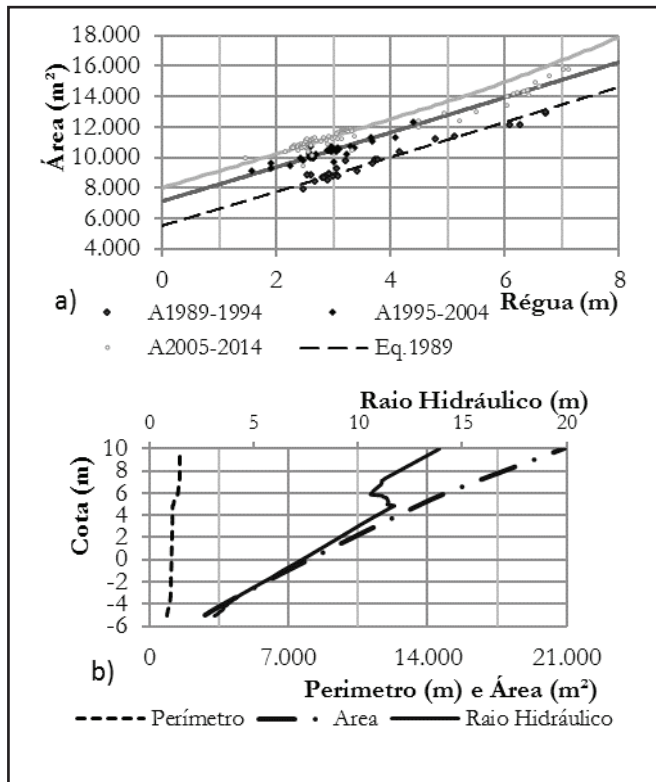 18.000
16.000
14.000
12.000
10.000
8.000
6.000
4.000
Área (m²)
0 2 4 6 8
a) Régua (m)
A1989-1994 A1995-2004
A2005-2014 Eq.1989
Raio Hidráulico (m)
0 5 10 15 20
10
8
6
4
2
0
-2
-4
-6
Cota (m)
0 7.000 14.000 21.000
b) Perimetro (m) e Área (m²)
Perímetro Area Raio Hidráulico